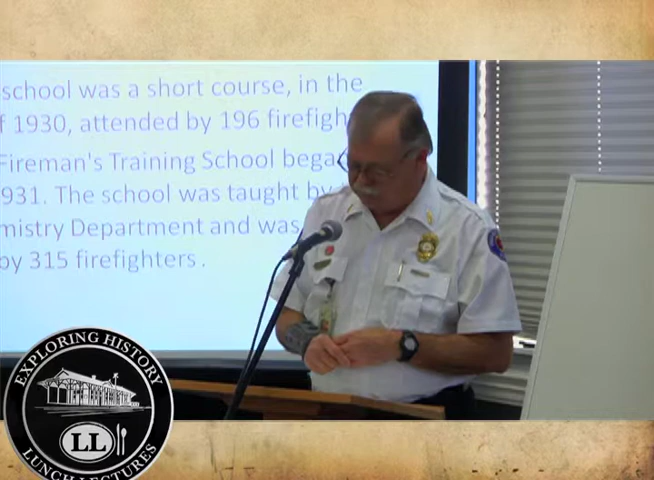 school was a short course, in the
f 1930, attended by 196 firefigh
Fireman's Training School bega
931. The school was taught by
mistry Department and was
by 315 firefighters.
EXPLORING HISTORY
LL
LUNCH LECTURES